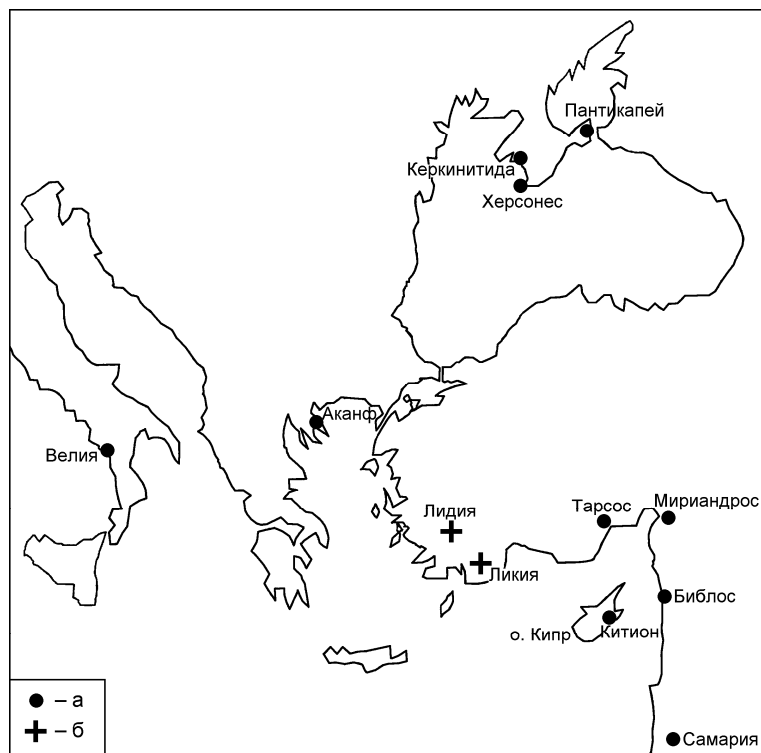 Пантикапей
Керкинитида
Херсонес
Аканф
Велия
Лидия
Тарсос
Мириандрос
Ликия
Библос
о. Кипр
Китион
Самария
– а
– б